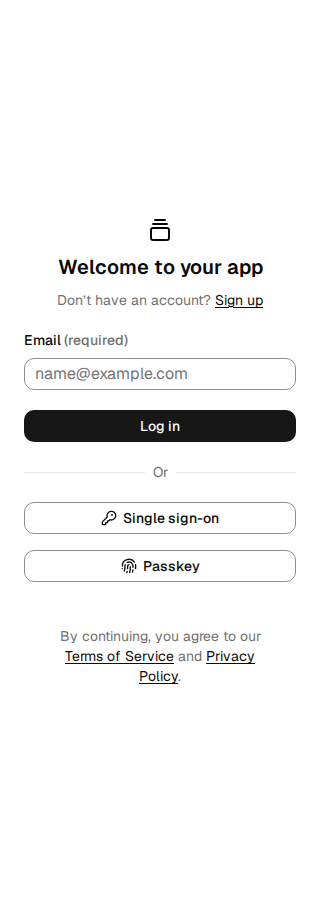 Welcome to your app
Don't have an account? Sign up
Email (required)
name@example.com
Log in
Or
Single sign-on
Passkey
By continuing, you agree to our
Terms of Service and Privacy
Policy.